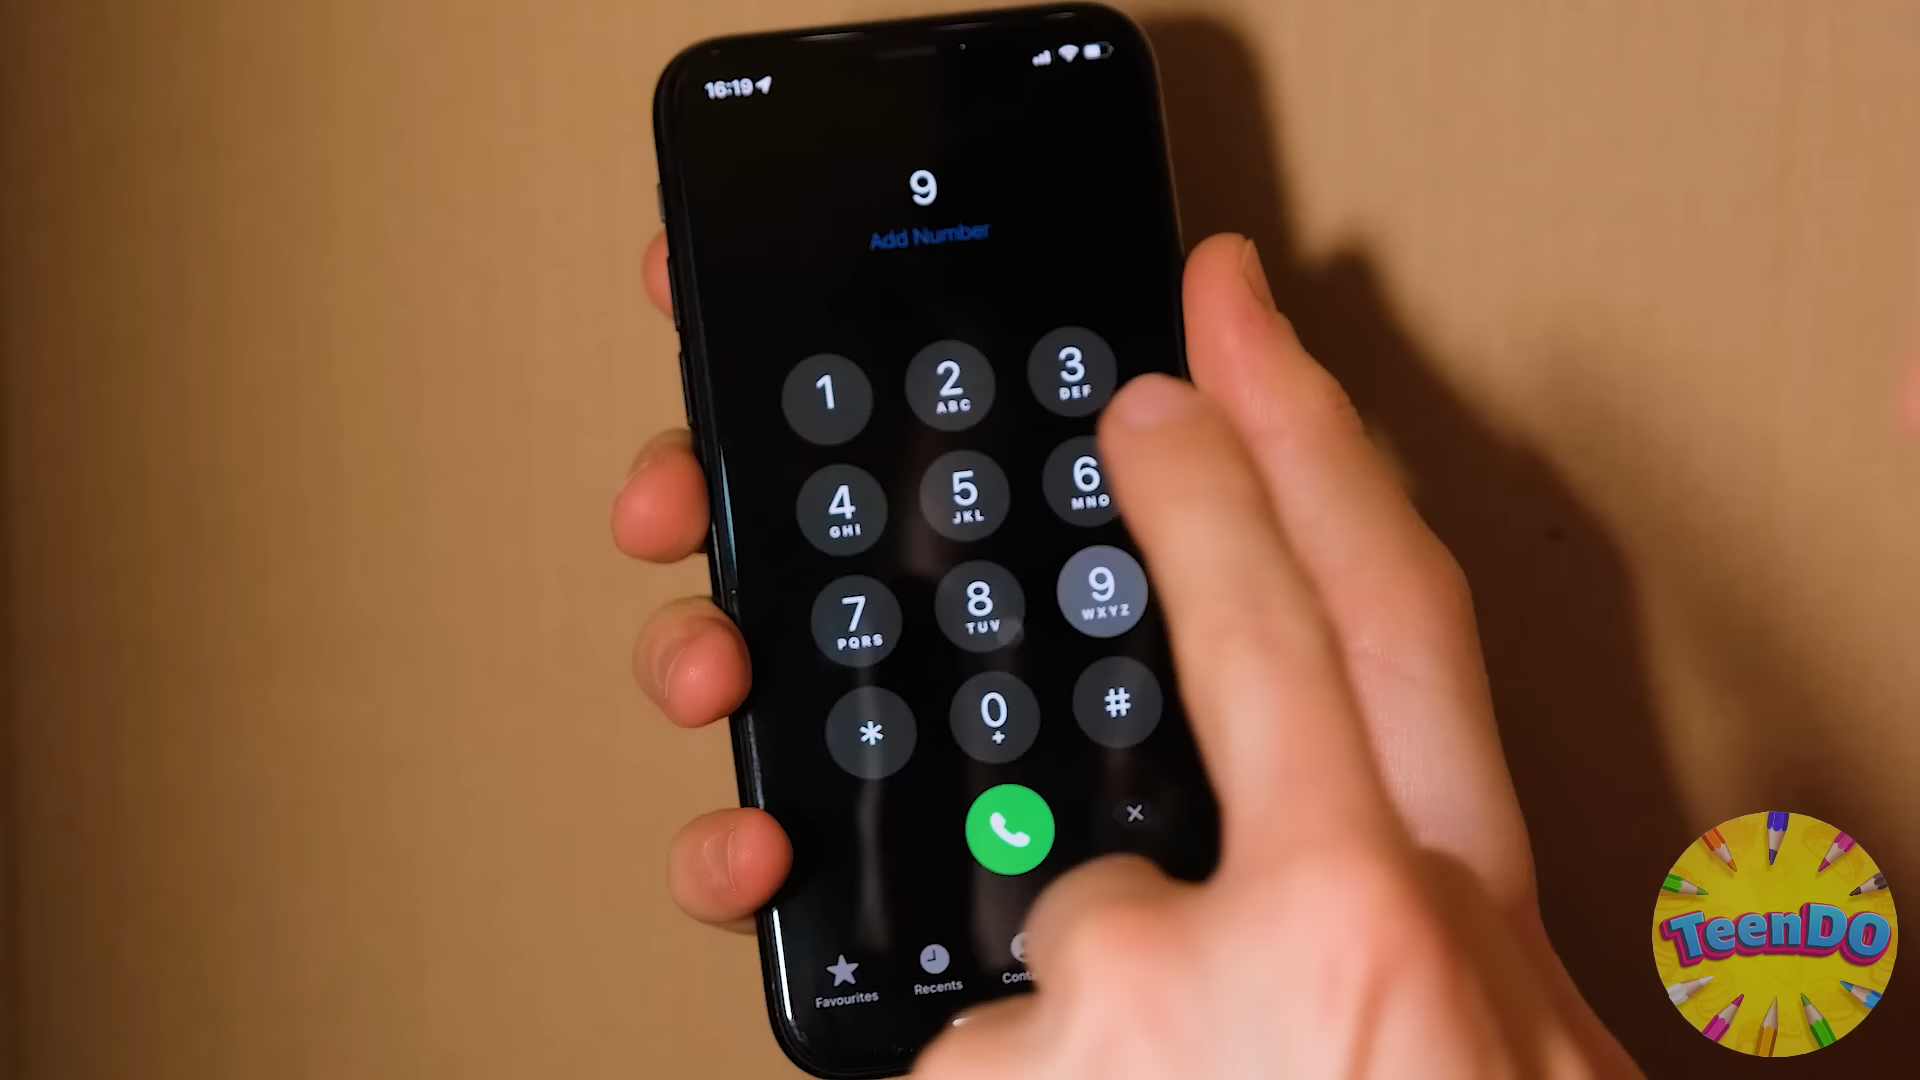 16:19
9
Add Number
1
2
ABC
3
DEF
4
GHI
5
JKL
6
MNO
7
PQRS
8
TUV
9
WXYZ
*
0
+
#
Favourites
Recents
TeenDO